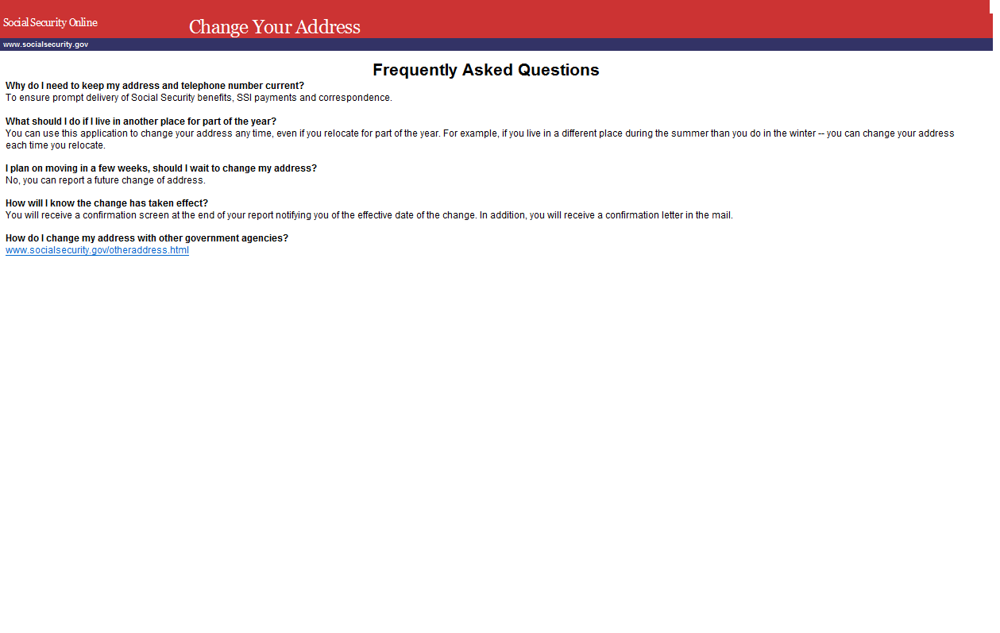 Social Security Online
Change Your Address
www.socialsecurity.gov
Frequently Asked Questions
Why do I need to keep my address and telephone number current?
To ensure prompt delivery of Social Security benefits, SSI payments and correspondence.
What should I do if I live in another place for part of the year?
You can use this application to change your address any time, even if you relocate for part of the year. For example, if you live in a different place during the summer than you do in the winter -- you can change your address
each time you relocate.
I plan on moving in a few weeks, should I wait to change my address?
No, you can report a future change of address.
How will I know the change has taken effect?
You will receive a confirmation screen at the end of your report notifying you of the effective date of the change. In addition, you will receive a confirmation letter in the mail.
How do I change my address with other government agencies?
www.socialsecurity.gov/otheraddress.html